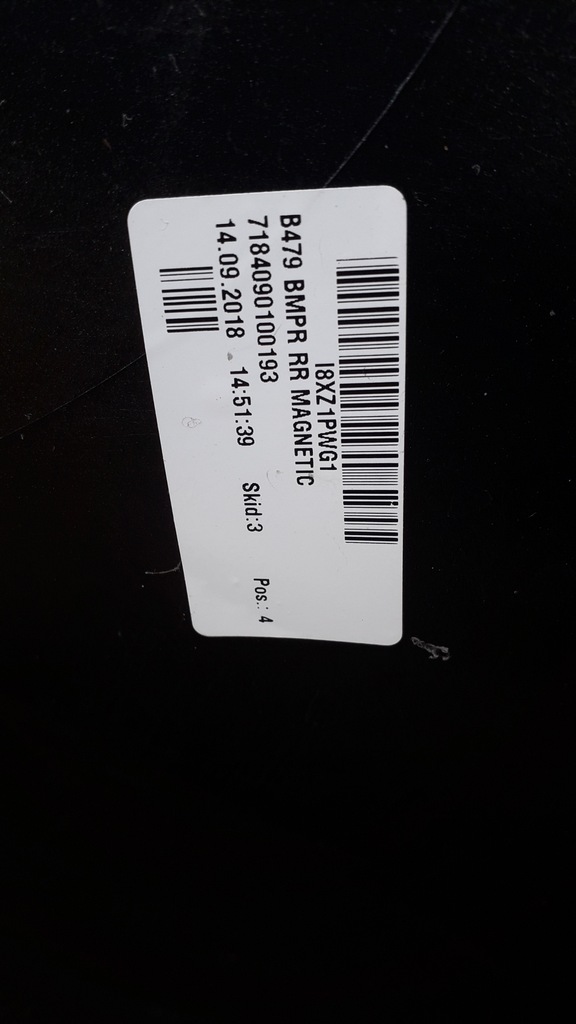 I8XZ1PWG1
B479 BMPR RR MAGNETIC
7184090100193
14.09.2018 14:51:39 Skid:3 Pos.: 4